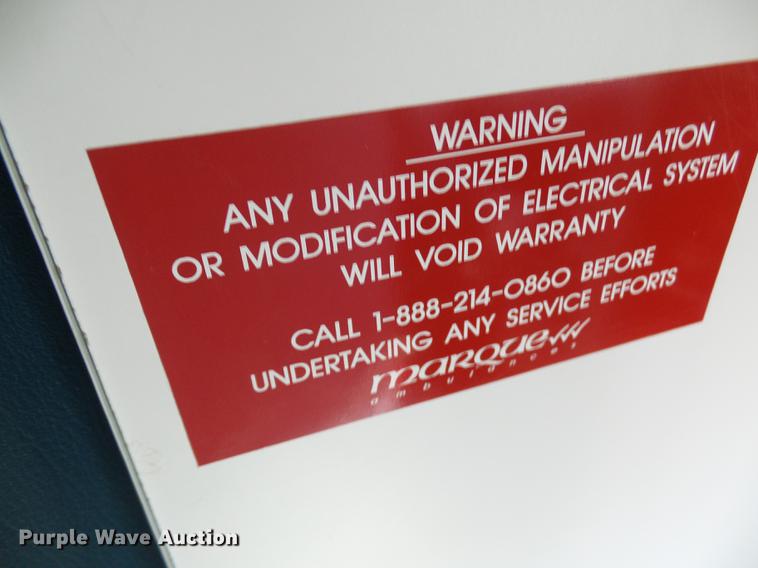 WARNING
ANY UNAUTHORIZED MANIPULATION
OR MODIFICATION OF ELECTRICAL SYSTEM
WILL VOID WARRANTY
CALL 1-888-214-0860 BEFORE
UNDERTAKING ANY SERVICE EFFORTS
marque
ambulances
Purple Wave Auction